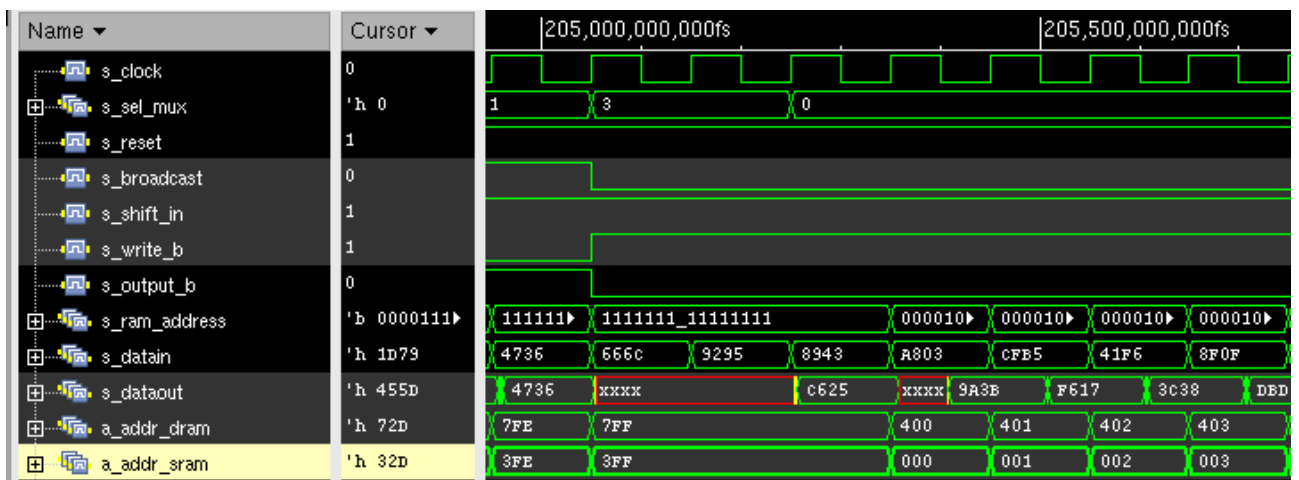 Name ▾ Cursor ▾ 205,000,000,000fs 205,500,000,000fs
s_clock 0
s_sel_mux 'h 0 1 3 0
s_reset 1
s_broadcast 0
s_shift_in 1
s_write_b 1
s_output_b 0
s_ram_address 'b 0000111▶ 111111▶ 1111111_11111111 000010▶ 000010▶ 000010▶ 000010▶
s_datain 'h 1D79 4736 666C 9295 8943 A803 CFB5 41F6 8F0F
s_dataout 'h 455D 4736 xxxx C625 xxxx 9A3B F617 3C38 DBD
a_addr_dram 'h 72D 7FE 7FF 400 401 402 403
a_addr_sram 'h 32D 3FE 3FF 000 001 002 003